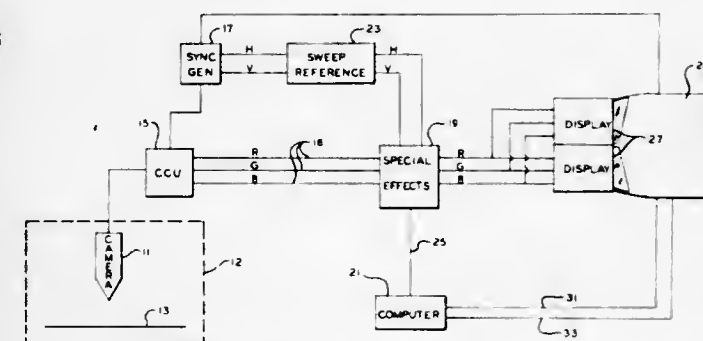 17
23
SYNC GEN
H
V
SWEEP REFERENCE
H
V
15
CCU
R
G
B
18
19
SPECIAL EFFECTS
R
G
B
DISPLAY
DISPLAY
27
25
CAMERA
11
12
13
21
COMPUTER
31
33